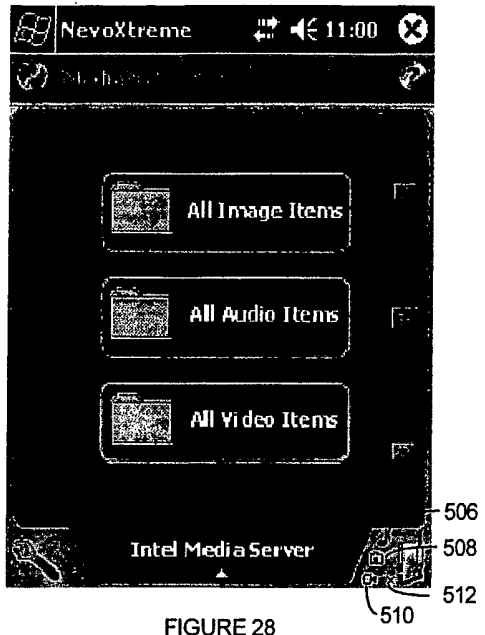 NevoXtreme 11:00
All Image Items
All Audio Items
All Video Items
506
Intel Media Server
508
512
510
FIGURE 28